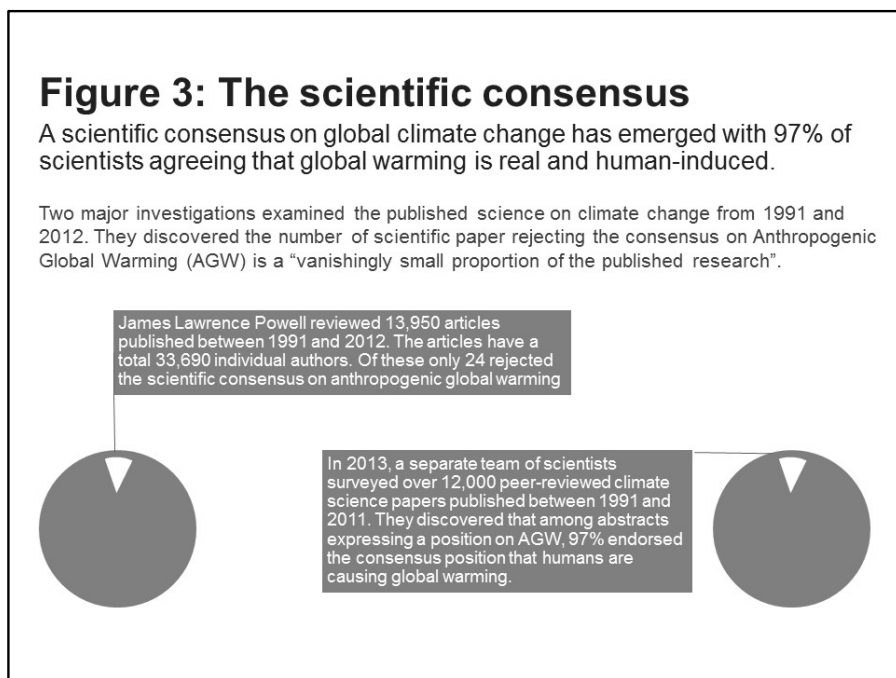 Figure 3: The scientific consensus
A scientific consensus on global climate change has emerged with 97% of
scientists agreeing that global warming is real and human-induced.
Two major investigations examined the published science on climate change from 1991 and
2012. They discovered the number of scientific paper rejecting the consensus on Anthropogenic
Global Warming (AGW) is a “vanishingly small proportion of the published research”.
James Lawrence Powell reviewed 13,950 articles
published between 1991 and 2012. The articles have a
total 33,690 individual authors. Of these only 24 rejected
the scientific consensus on anthropogenic global warming
In 2013, a separate team of scientists
surveyed over 12,000 peer-reviewed climate
science papers published between 1991 and
2011. They discovered that among abstracts
expressing a position on AGW, 97% endorsed
the consensus position that humans are
causing global warming.